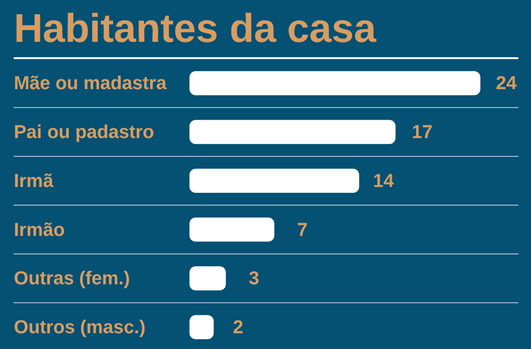 Habitantes da casa
Mãe ou madastra 24
Pai ou padastro 17
Irmã 14
Irmão 7
Outras (fem.) 3
Outros (masc.) 2